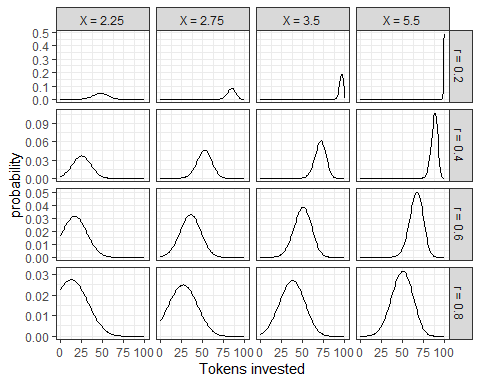 X = 2.25 X = 2.75 X = 3.5 X = 5.5
0.5
0.4
0.3
0.2
0.1
0.0
r = 0.2
0.09
0.06
0.03
0.00
r = 0.4
probability
0.05
0.04
0.03
0.02
0.01
0.00
r = 0.6
0.03
0.02
0.01
0.00
r = 0.8
0 25 50 75 100 0 25 50 75 100 0 25 50 75 100 0 25 50 75 100
Tokens invested